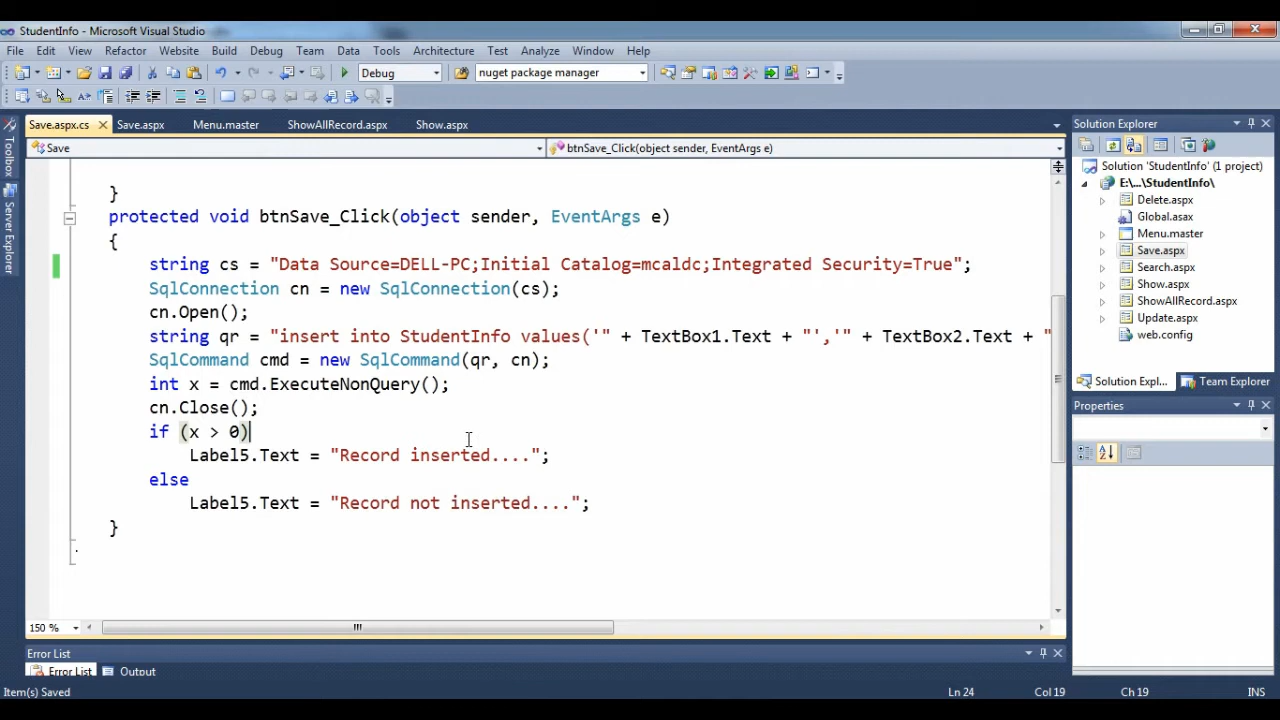 StudentInfo - Microsoft Visual Studio
File Edit View Refactor Website Build Debug Team Data Tools Architecture Test Analyze Window Help
Debug nuget package manager
Save.aspx.cs Save.aspx Menu.master ShowAllRecord.aspx Show.aspx
Save btnSave_Click(object sender, EventArgs e)
}
protected void btnSave_Click(object sender, EventArgs e)
{
string cs = "Data Source=DELL-PC;Initial Catalog=mcaldc;Integrated Security=True";
SqlConnection cn = new SqlConnection(cs);
cn.Open();
string qr = "insert into StudentInfo values('" + TextBox1.Text + "','" + TextBox2.Text + "
SqlCommand cmd = new SqlCommand(qr, cn);
int x = cmd.ExecuteNonQuery();
cn.Close();
if (x > 0)
Label5.Text = "Record inserted....";
else
Label5.Text = "Record not inserted....";
}
150 %
Toolbox
Server Explorer
Solution Explorer
Solution 'StudentInfo' (1 project)
E:\...\StudentInfo\
Delete.aspx
Global.asax
Menu.master
Save.aspx
Search.aspx
Show.aspx
ShowAllRecord.aspx
Update.aspx
web.config
Solution Expl... Team Explorer
Properties
Error List
Error List Output
Item(s) Saved Ln 24 Col 19 Ch 19 INS